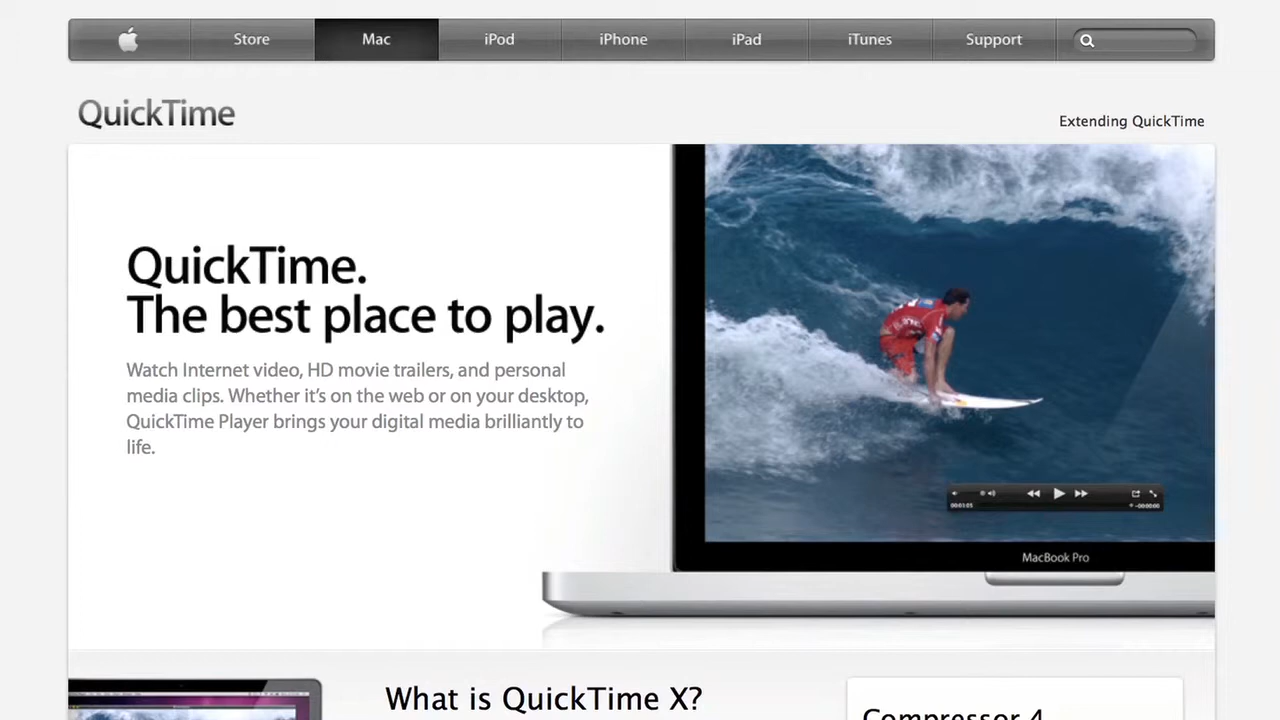 Store Mac iPod iPhone iPad iTunes Support
QuickTime
Extending QuickTime
QuickTime.
The best place to play.
Watch Internet video, HD movie trailers, and personal
media clips. Whether it’s on the web or on your desktop,
QuickTime Player brings your digital media brilliantly to
life.
MacBook Pro
What is QuickTime X?
Compressor 4